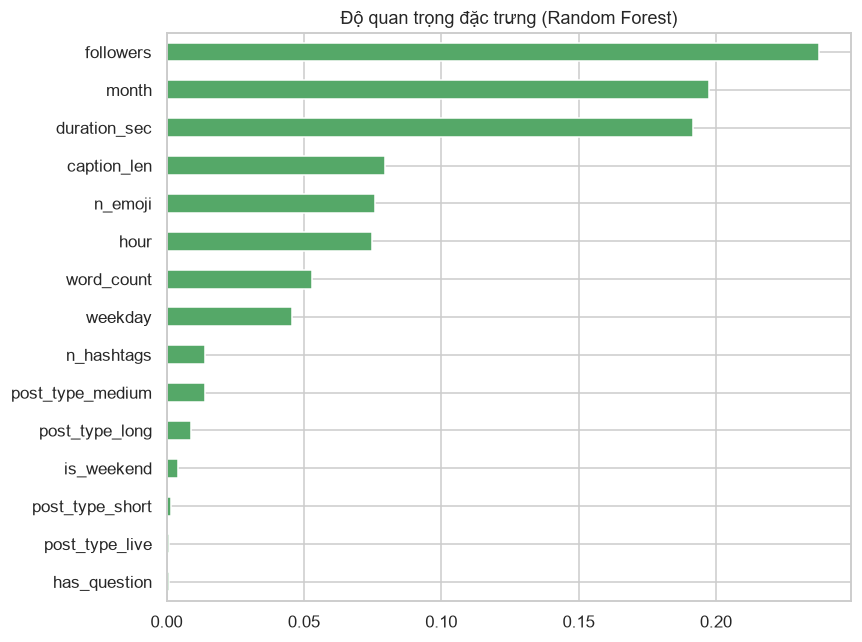 Độ quan trọng đặc trưng (Random Forest)
followers
month
duration_sec
caption_len
n_emoji
hour
word_count
weekday
n_hashtags
post_type_medium
post_type_long
is_weekend
post_type_short
post_type_live
has_question
0.00 0.05 0.10 0.15 0.20